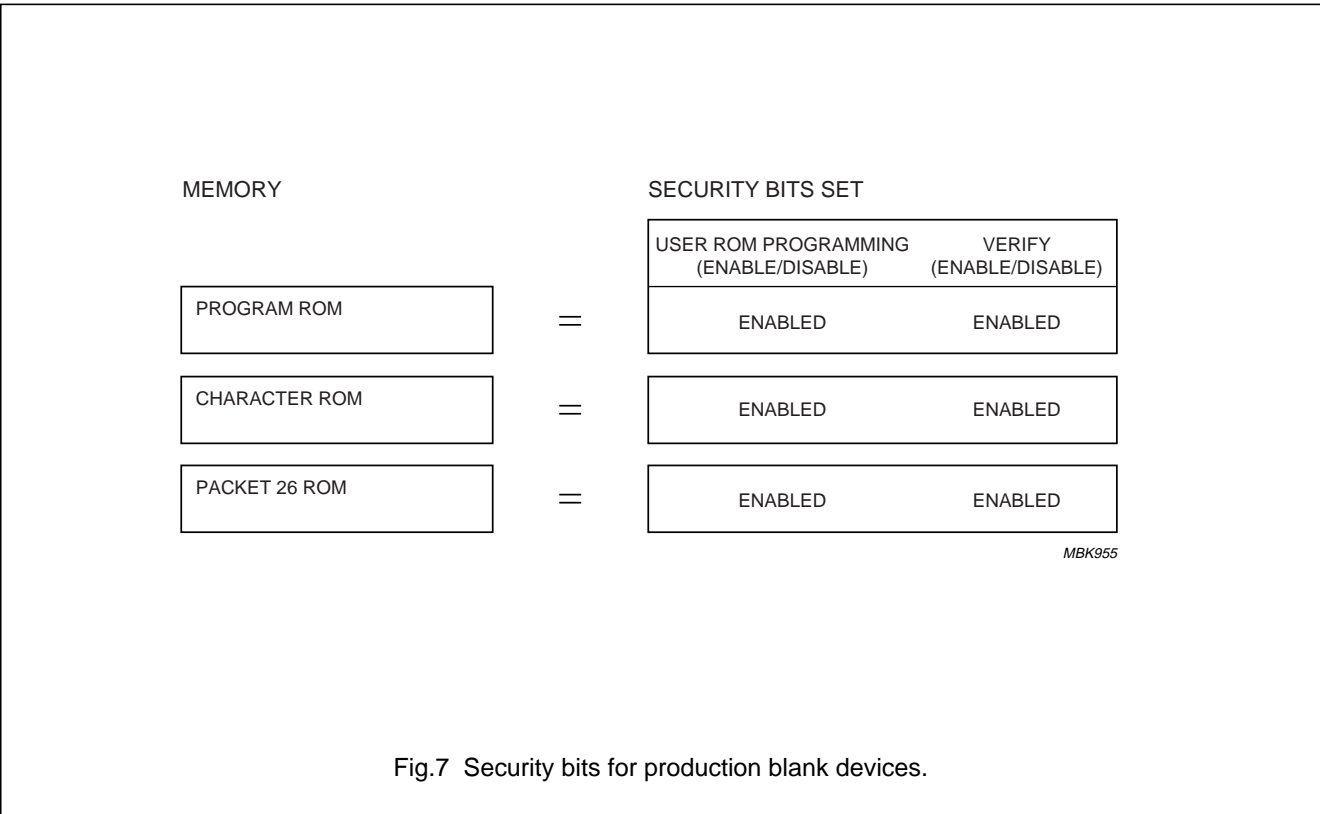 MEMORY
SECURITY BITS SET
USER ROM PROGRAMMING
(ENABLE/DISABLE)
VERIFY
(ENABLE/DISABLE)
PROGRAM ROM
=
ENABLED
ENABLED
CHARACTER ROM
=
ENABLED
ENABLED
PACKET 26 ROM
=
ENABLED
ENABLED
MBK955
Fig.7 Security bits for production blank devices.